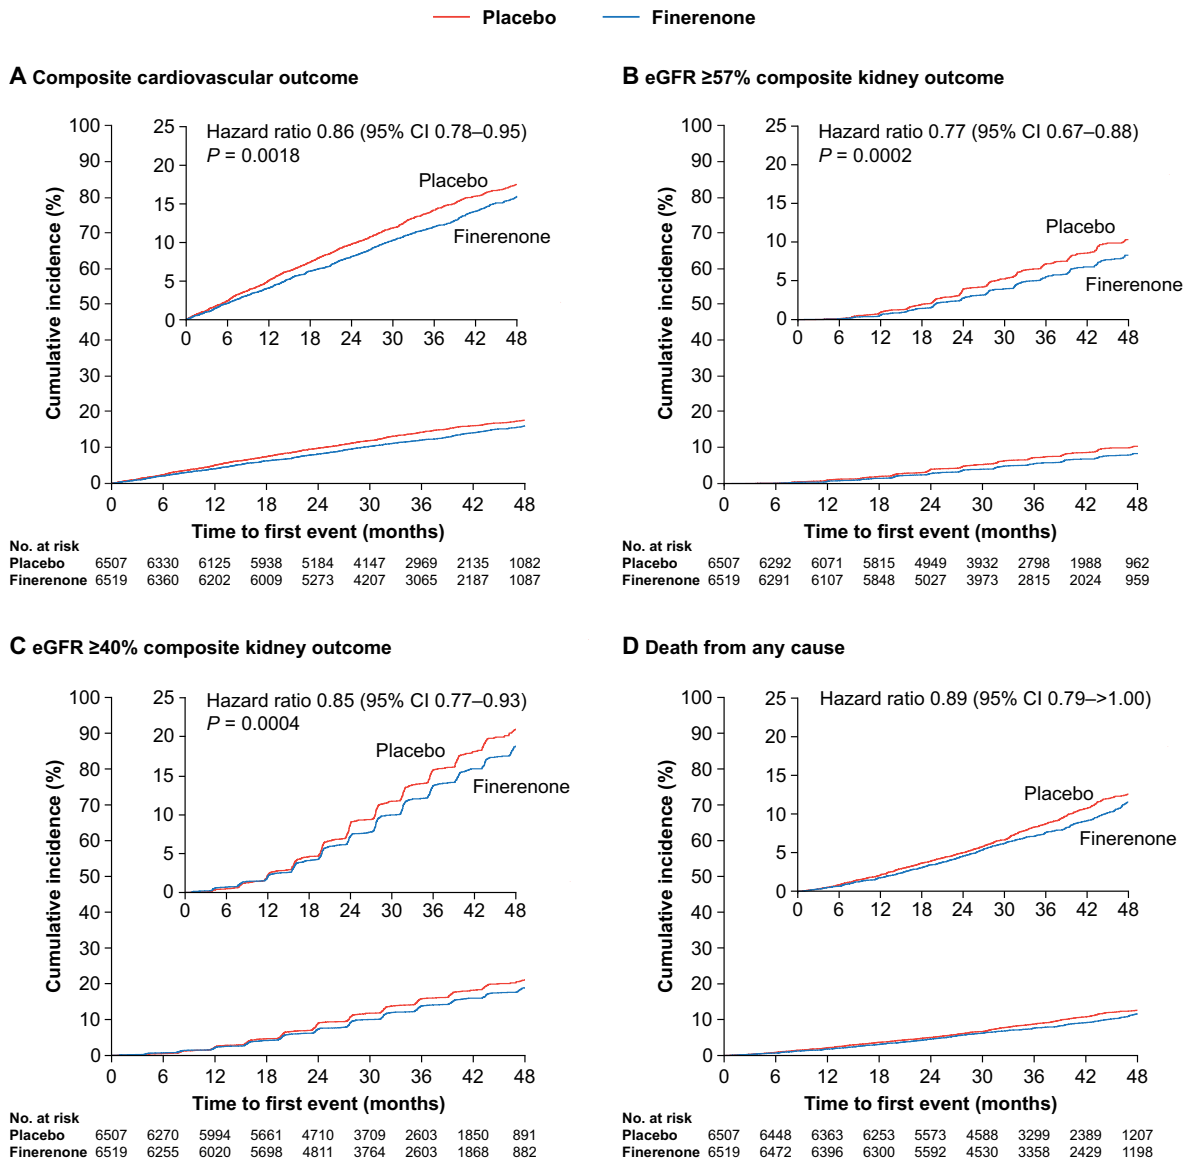 Placebo Finerenone
A Composite cardiovascular outcome
Cumulative incidence (%)
100
90
80
70
60
50
40
30
20
10
0
25
20
15
10
5
0
Hazard ratio 0.86 (95% CI 0.78–0.95)
P = 0.0018
Placebo
Finerenone
0 6 12 18 24 30 36 42 48
0 6 12 18 24 30 36 42 48
Time to first event (months)
No. at risk
Placebo 6507 6330 6125 5938 5184 4147 2969 2135 1082
Finerenone 6519 6360 6202 6009 5273 4207 3065 2187 1087
B eGFR ≥57% composite kidney outcome
Cumulative incidence (%)
100
90
80
70
60
50
40
30
20
10
0
25
20
15
10
5
0
Hazard ratio 0.77 (95% CI 0.67–0.88)
P = 0.0002
Placebo
Finerenone
0 6 12 18 24 30 36 42 48
0 6 12 18 24 30 36 42 48
Time to first event (months)
No. at risk
Placebo 6507 6292 6071 5815 4949 3932 2798 1988 962
Finerenone 6519 6291 6107 5848 5027 3973 2815 2024 959
C eGFR ≥40% composite kidney outcome
Cumulative incidence (%)
100
90
80
70
60
50
40
30
20
10
0
25
20
15
10
5
0
Hazard ratio 0.85 (95% CI 0.77–0.93)
P = 0.0004
Placebo
Finerenone
0 6 12 18 24 30 36 42 48
0 6 12 18 24 30 36 42 48
Time to first event (months)
No. at risk
Placebo 6507 6270 5994 5661 4710 3709 2603 1850 891
Finerenone 6519 6255 6020 5698 4811 3764 2603 1868 882
D Death from any cause
Cumulative incidence (%)
100
90
80
70
60
50
40
30
20
10
0
25
20
15
10
5
0
Hazard ratio 0.89 (95% CI 0.79–>1.00)
Placebo
Finerenone
0 6 12 18 24 30 36 42 48
0 6 12 18 24 30 36 42 48
Time to first event (months)
No. at risk
Placebo 6507 6448 6363 6253 5573 4588 3299 2389 1207
Finerenone 6519 6472 6396 6300 5592 4530 3358 2429 1198